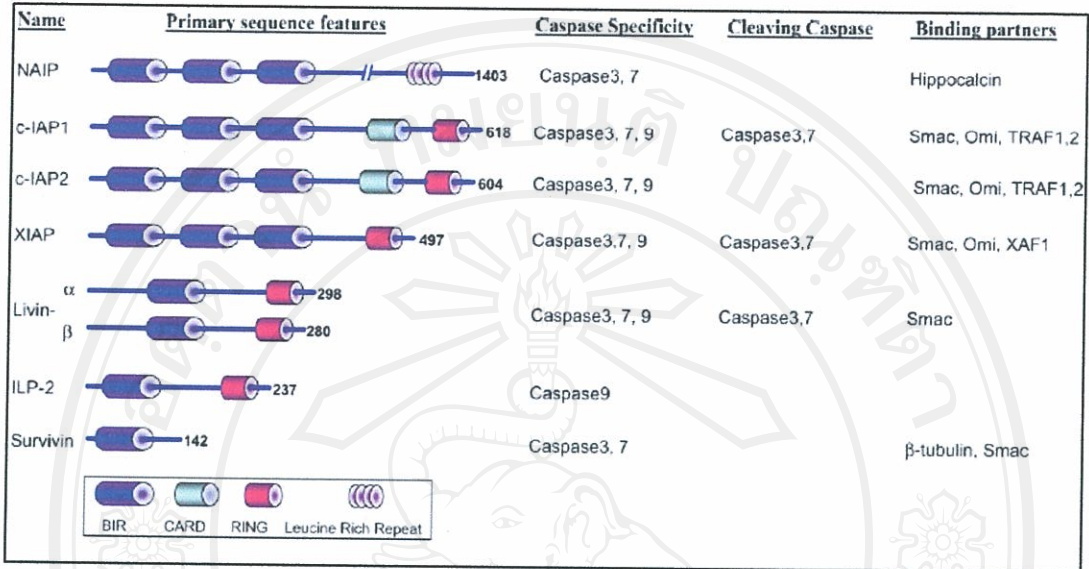 Name Primary sequence features Caspase Specificity Cleaving Caspase Binding partners
NAIP 1403 Caspase3, 7 Hippocalcin
c-IAP1 618 Caspase3, 7, 9 Caspase3,7 Smac, Omi, TRAF1,2
c-IAP2 604 Caspase3, 7, 9 Smac, Omi, TRAF1,2
XIAP 497 Caspase3,7, 9 Caspase3,7 Smac, Omi, XAF1
α 298
Livin- Caspase3, 7, 9 Caspase3,7 Smac
β 280
ILP-2 237 Caspase9
Survivin 142 Caspase3, 7 β-tubulin, Smac
BIR CARD RING Leucine Rich Repeat